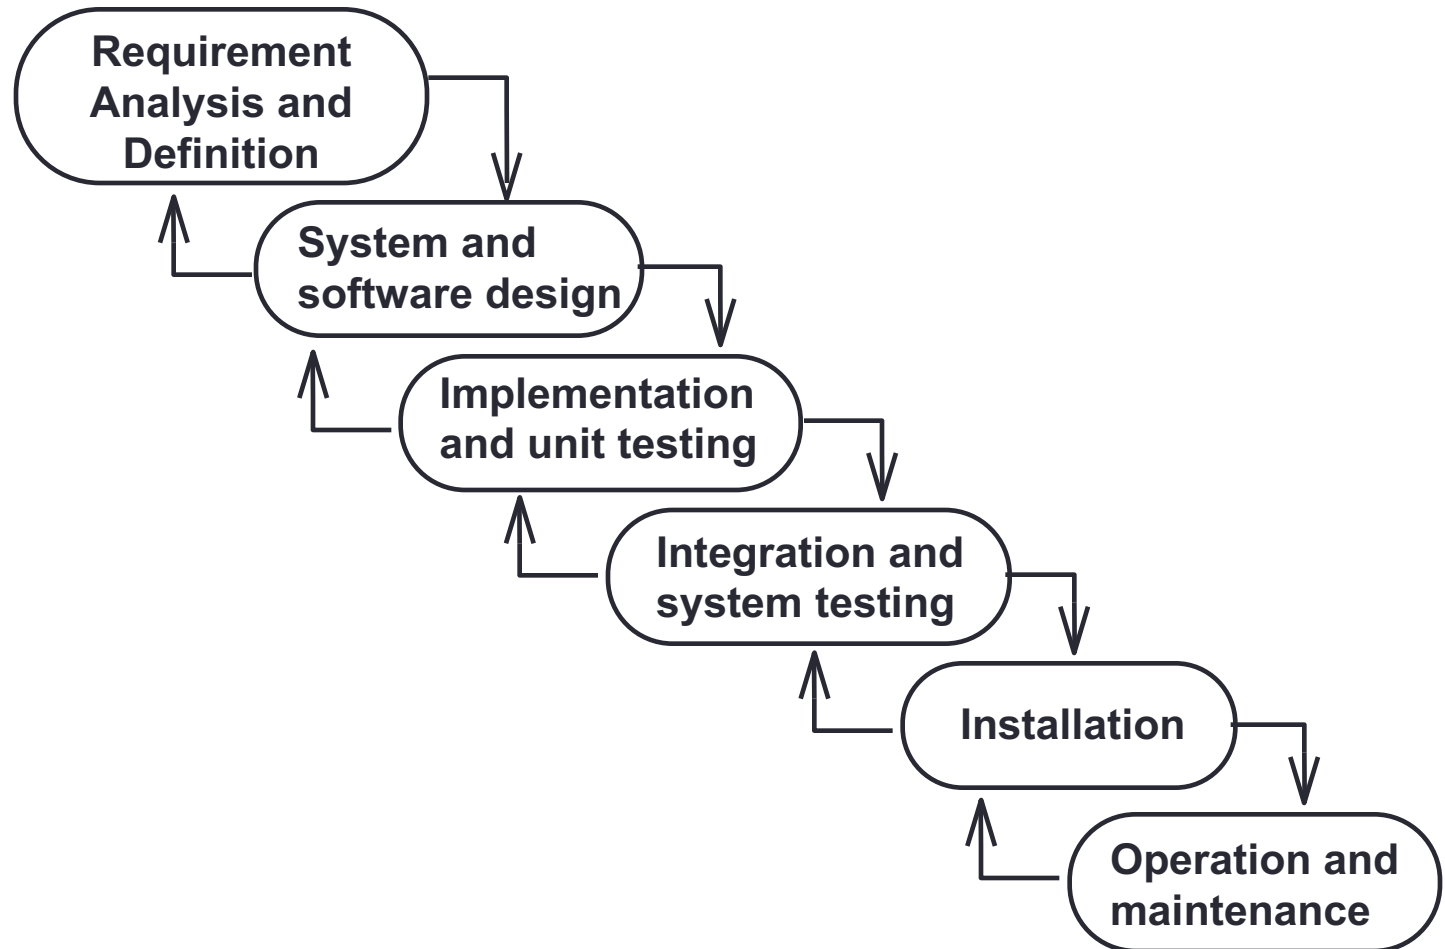 Requirement
Analysis and
Definition
System and
software design
Implementation
and unit testing
Integration and
system testing
Installation
Operation and
maintenance